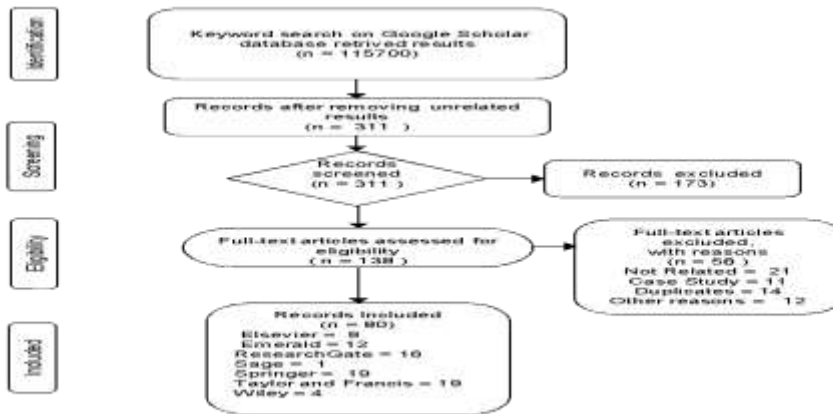 Identification
Keyword search on Google Scholar
database retrived results
(n = 115700)
Records after removing unrelated
results
(n = 311 )
Screening
Records
screened
(n = 311 )
Records excluded
(n = 173)
Eligibility
Full-text articles assessed for
eligibility
(n = 138 )
Full-text articles
excluded,
with reasons
(n = 58 )
Not Related = 21
Case Study = 11
Duplicates = 14
Other reasons = 12
Included
Records Included
(n = 80)
Elsevier = 9
Emerald = 12
ResearchGate = 16
Sage = 1
Springer = 19
Taylor and Francis = 19
Wiley = 4